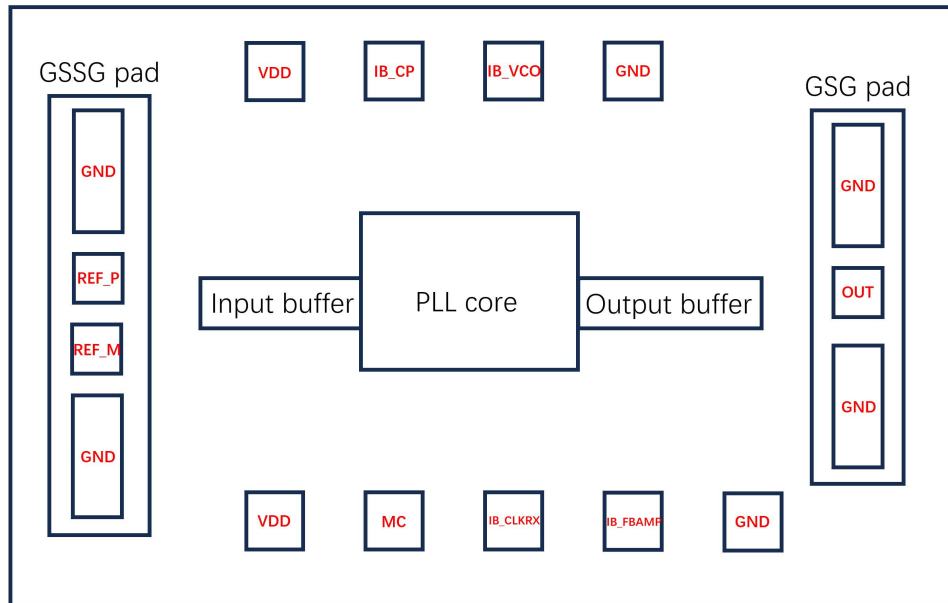 GSSG pad
VDD
IB_CP
IB_VCO
GND
GSG pad
GND
GND
REF_P
REF_M
GND
Input buffer
PLL core
Output buffer
OUT
GND
VDD
MC
IB_CLKRX
IB_FBAMP
GND